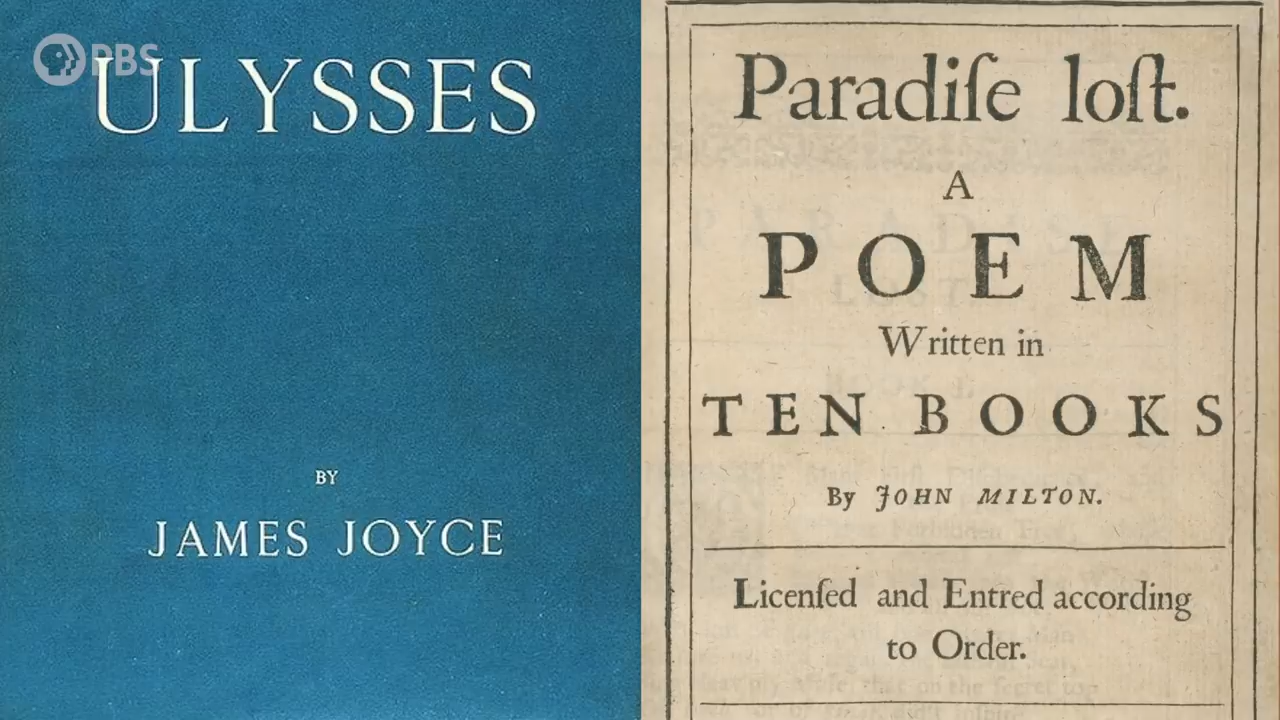 PBS
ULYSSES
BY
JAMES JOYCE
Paradiſe loſt.
A
POEM
Written in
TEN BOOKS
By JOHN MILTON.
Licenſed and Entred according
to Order.